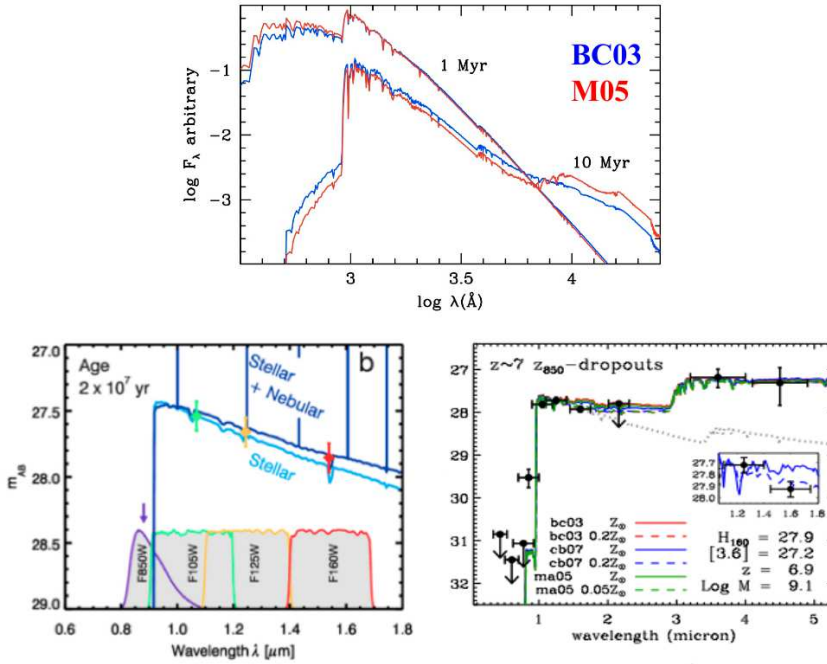 BC03
M05
1 Myr
10 Myr
log F_λ arbitrary
−1
−2
−3
3
3.5
4
log λ(Å)
b
Age
2 x 10⁷ yr
Stellar
+ Nebular
Stellar
m_AB
27.0
27.5
28.0
28.5
29.0
F850W
F105W
F125W
F160W
0.6
0.8
1.0
1.2
1.4
1.6
1.8
Wavelength λ [μm]
z~7 z₈₅₀−dropouts
26
27
28
29
30
31
32
27.7
27.8
27.9
28.0
1.2 1.4 1.6 1.8
bc03 Z⊙
bc03 0.2Z⊙
cb07 Z⊙
cb07 0.2Z⊙
ma05 Z⊙
ma05 0.05Z⊙
H₁₆₀ = 27.9
[3.6] = 27.2
z = 6.9
Log M = 9.1
1 2 3 4 5
wavelength (micron)